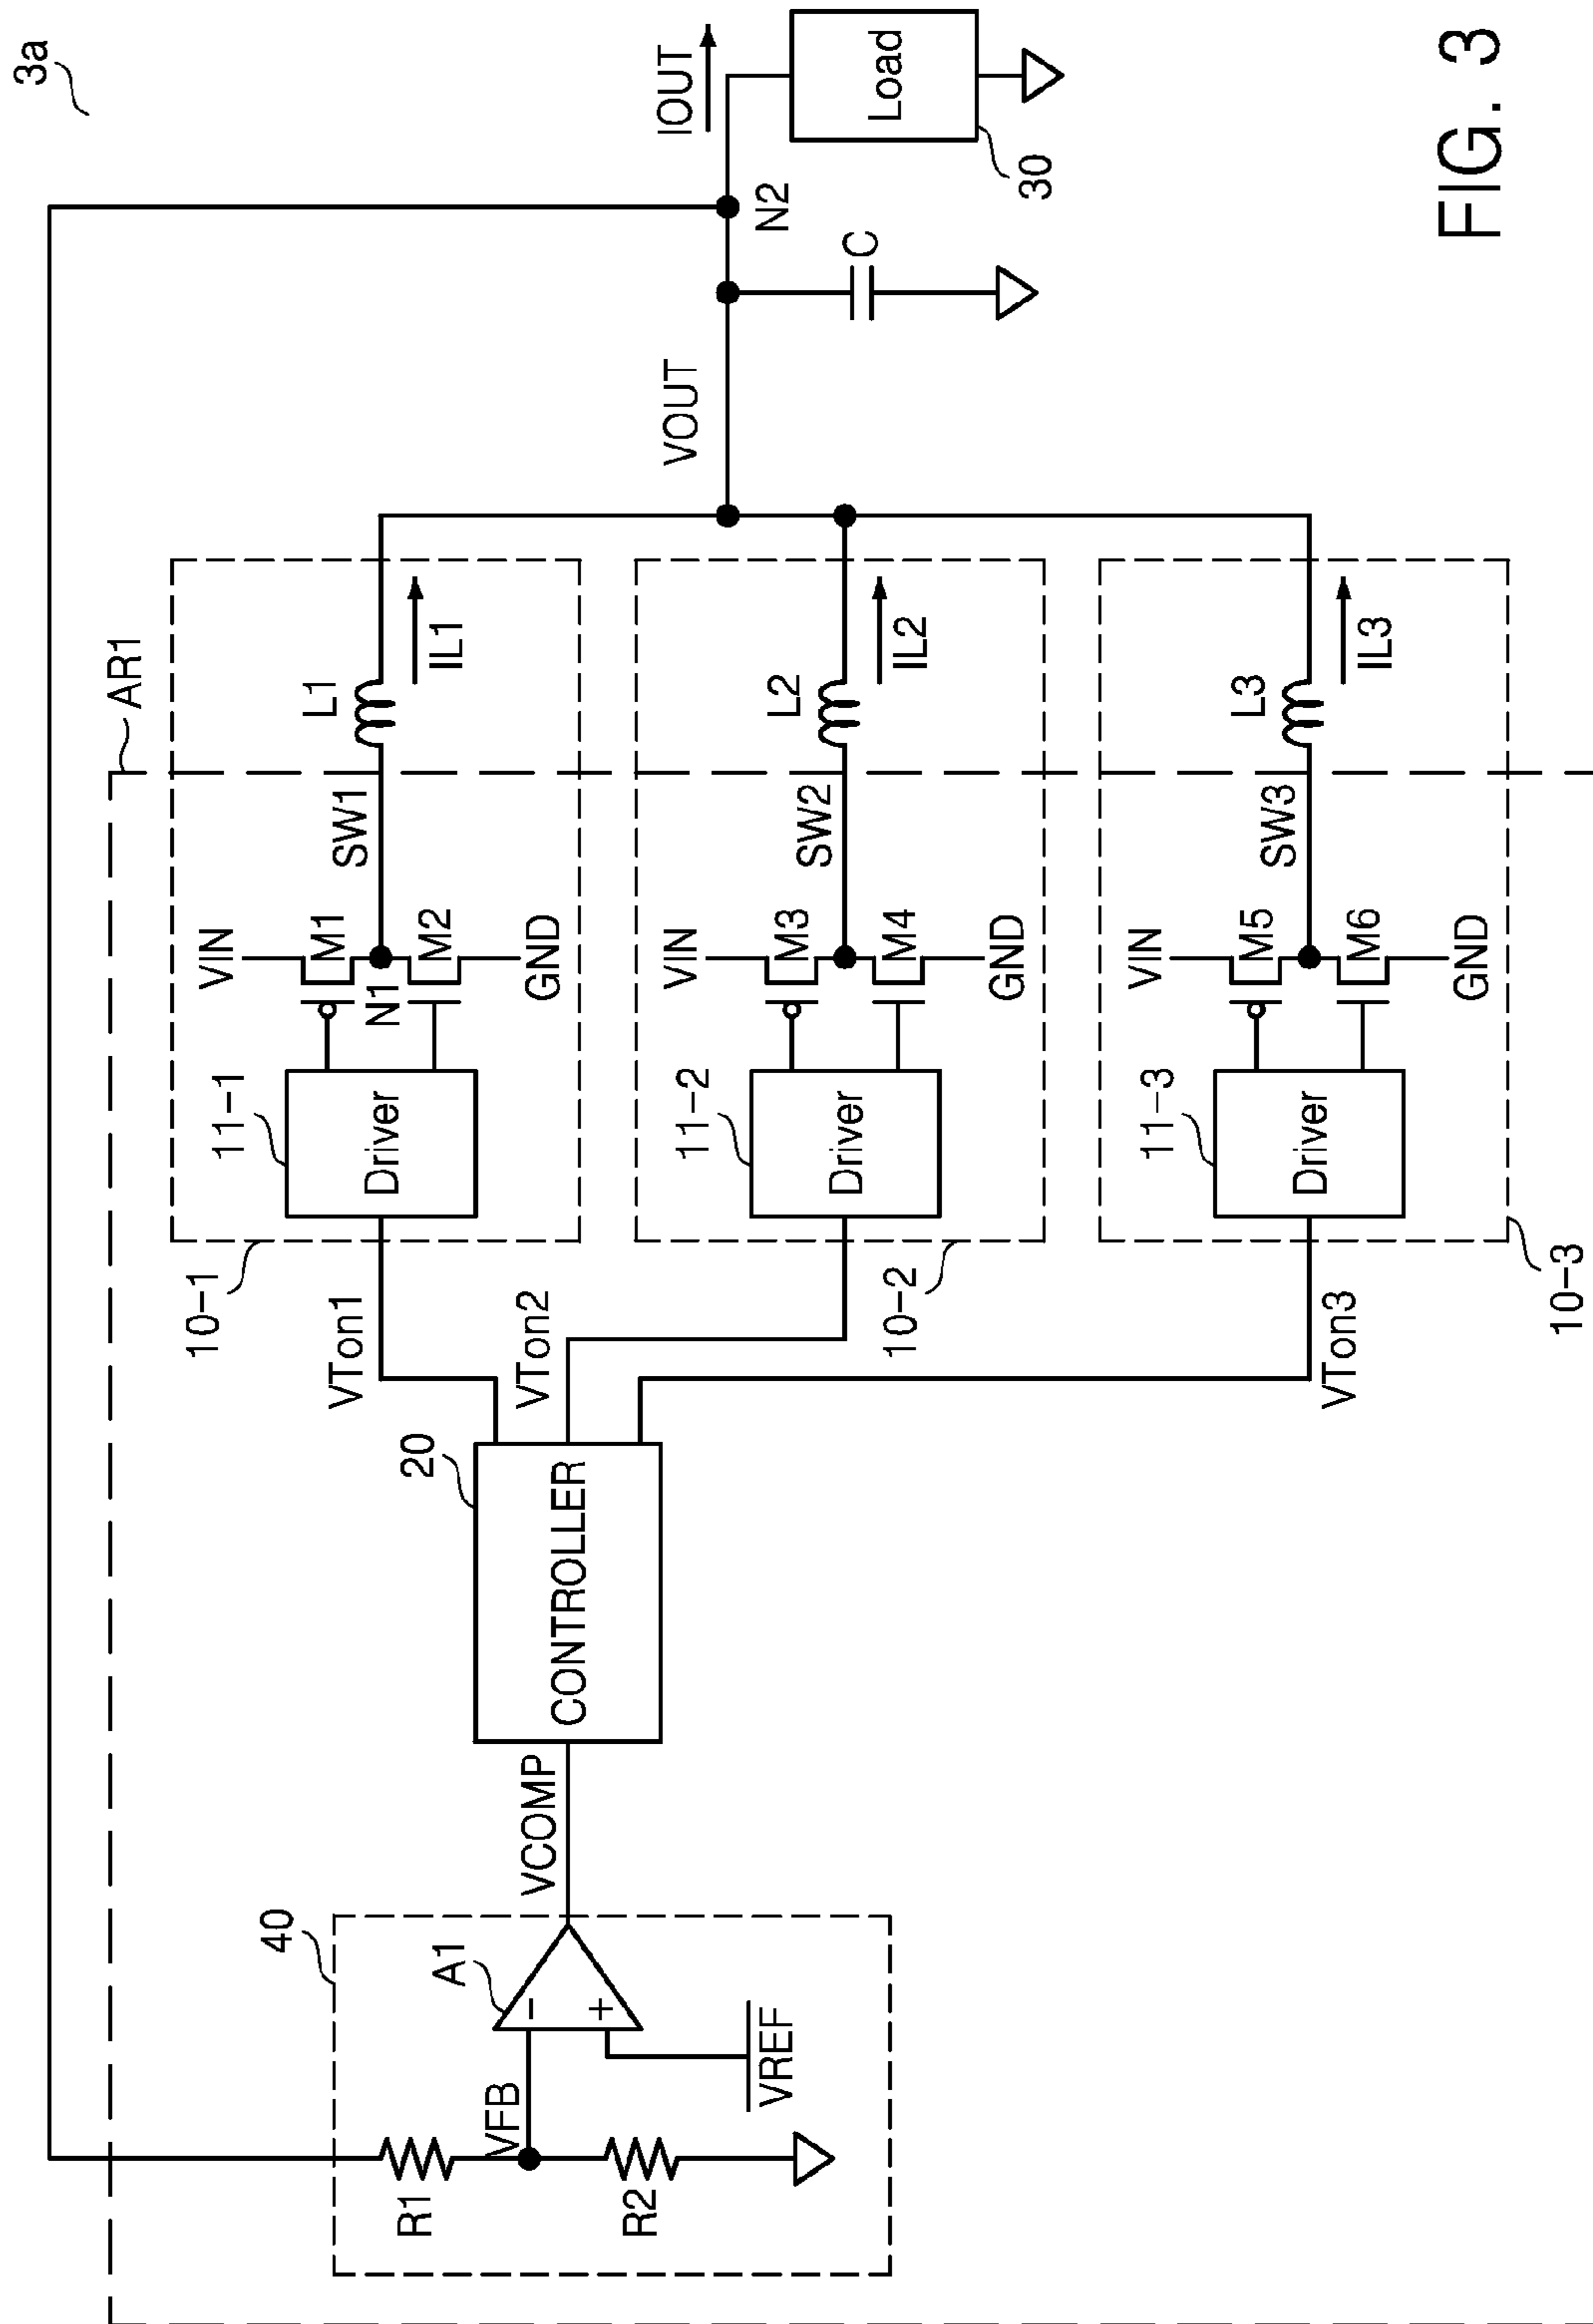 3a
AR1
40
R1
VFB
R2
A1
−
+
VREF
VCOMP
20
CONTROLLER
VTon1
VTon2
VTon3
10-1
11-1
Driver
VIN
M1
N1
M2
GND
SW1
L1
IL1
10-2
11-2
Driver
VIN
M3
M4
GND
SW2
L2
IL2
10-3
11-3
Driver
VIN
M5
M6
GND
SW3
L3
IL3
VOUT
C
N2
IOUT
Load
30
FIG. 3